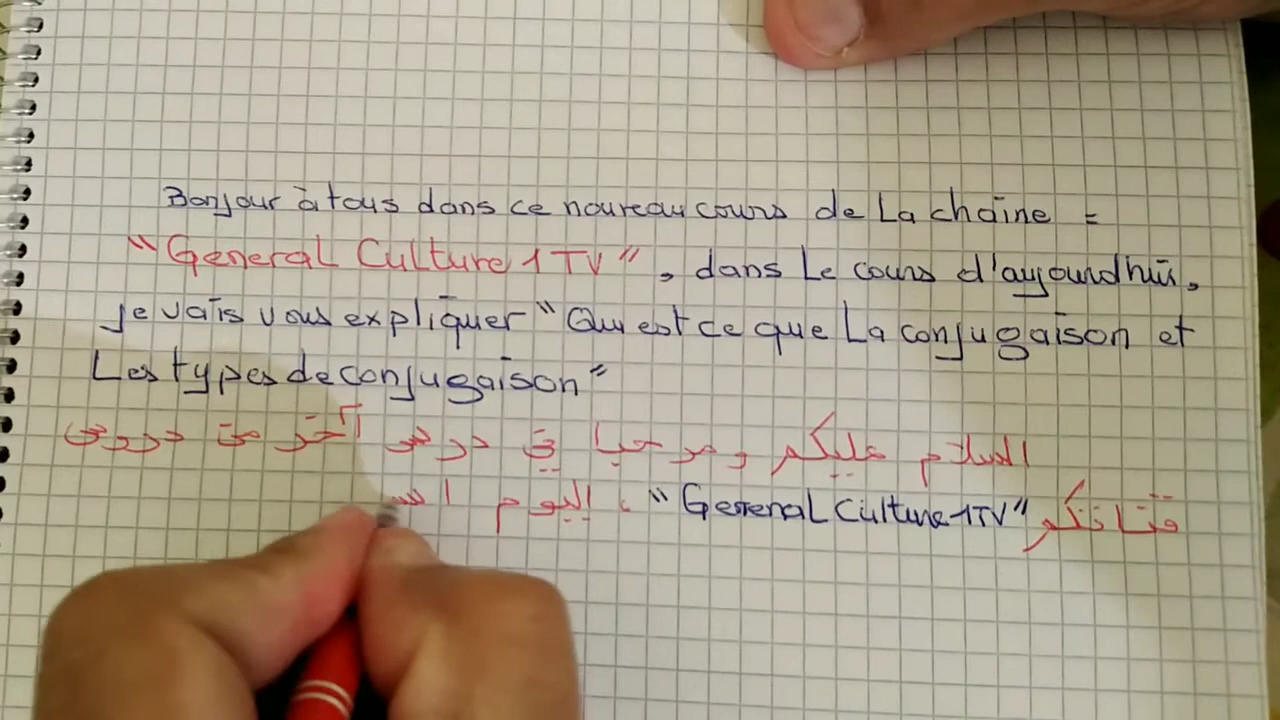 Bonjour à tous dans ce nouveau cours de la chaîne =
"General Culture 1 TV", dans le cours d'aujourd'hui,
je vais vous expliquer "Qu'est ce que la conjugaison et
Les types de conjugaison"
السلام عليكم ومرحبا في درس آخر من دروس
قناتكم "General Culture 1TV"، اليوم